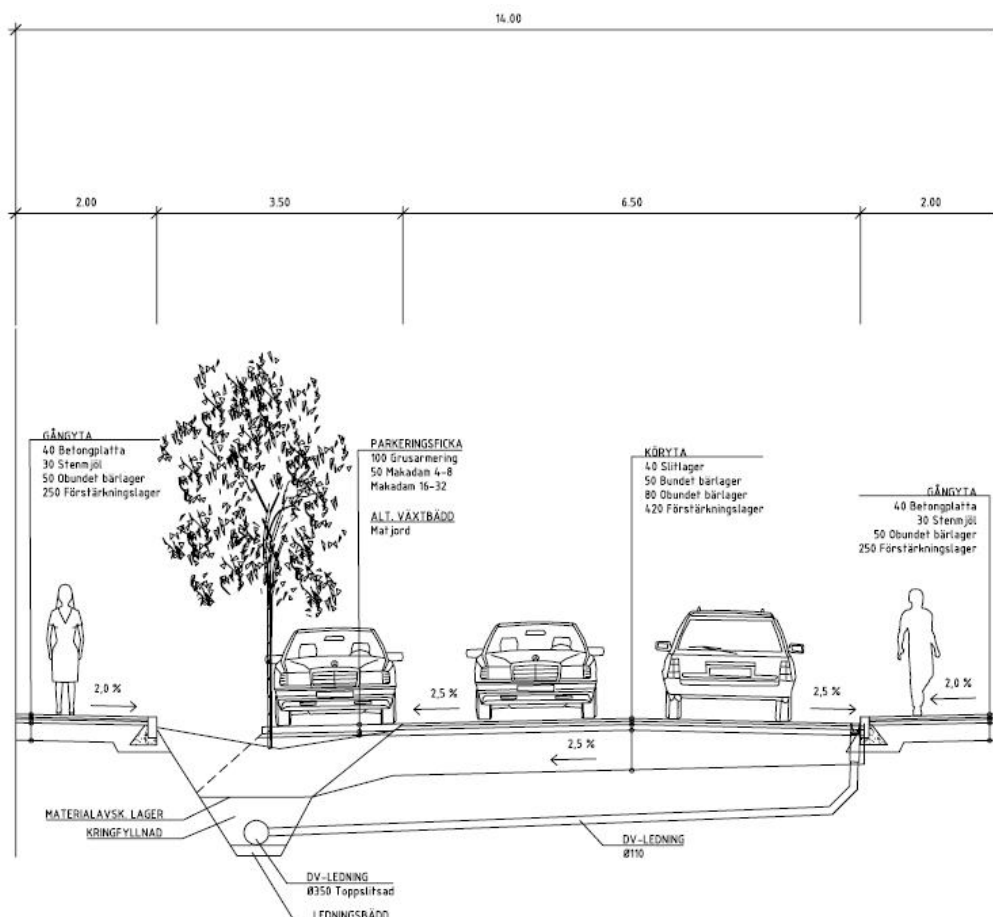 14.00
2.00
3.50
6.50
2.00
GÅNGYTA
40 Betongplatta
30 Stenmjöl
50 Obundet bärlager
250 Förstärkningslager
PARKERINGSFICKA
100 Grusarmering
50 Makadam 4-8
Makadam 16-32
ALT. VÄXTBÄDD
Matjord
KÖRYTA
40 Slitlager
50 Bundet bärlager
80 Obundet bärlager
420 Förstärkningslager
GÅNGYTA
40 Betongplatta
30 Stenmjöl
50 Obundet bärlager
250 Förstärkningslager
2,0 %
2,5 %
2,5 %
2,0 %
2,5 %
MATERIALAVSK. LAGER
KRINGFYLLNAD
DV-LEDNING
Ø110
DV-LEDNING
Ø350 Toppslitsad
LEDNINGSBÄDD